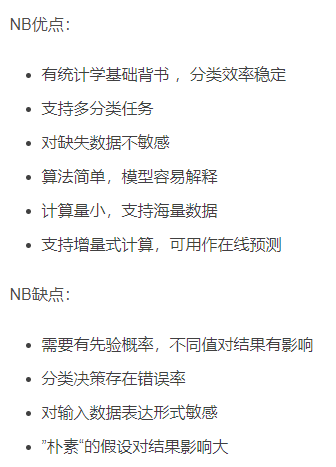 NB优点：
有统计学基础背书 ，分类效率稳定
支持多分类任务
对缺失数据不敏感
算法简单，模型容易解释
计算量小，支持海量数据
支持增量式计算，可用作在线预测
NB缺点：
需要有先验概率，不同值对结果有影响
分类决策存在错误率
对输入数据表达形式敏感
”朴素“的假设对结果影响大